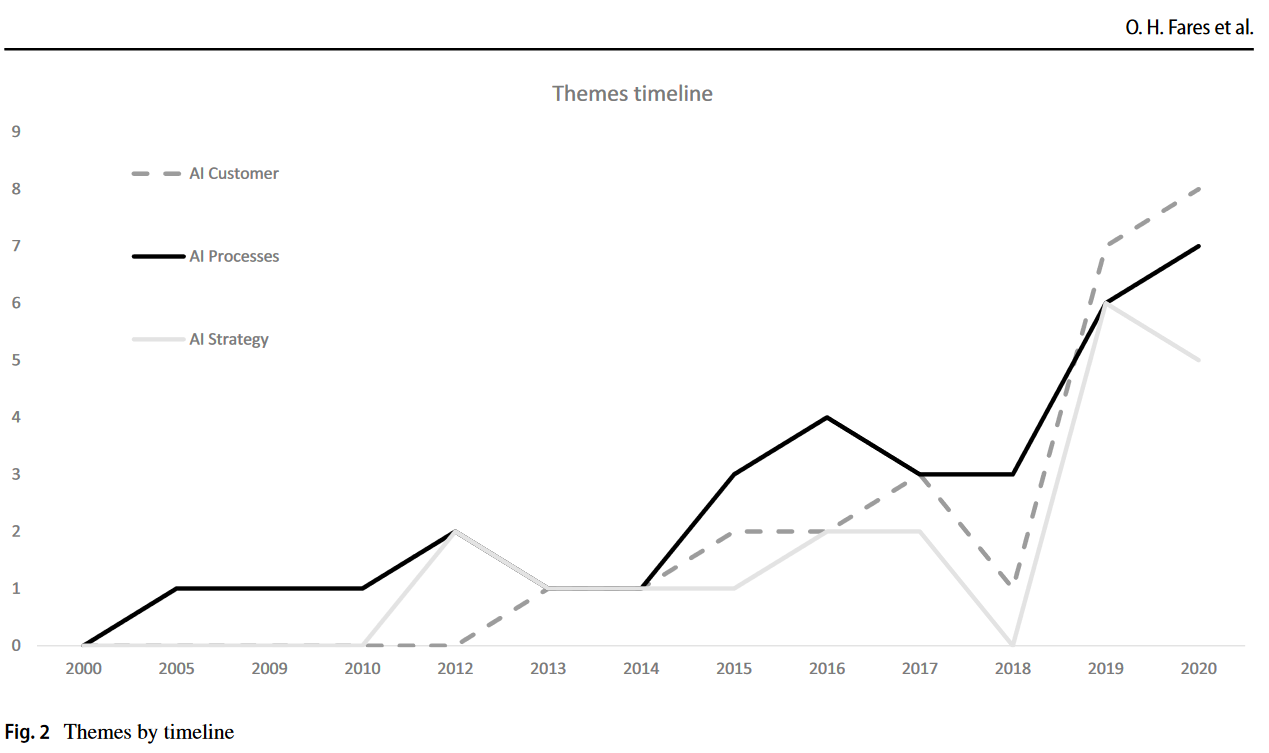 O. H. Fares et al.
Themes timeline
9
AI Customer
8
7
AI Processes
6
AI Strategy
5
4
3
2
1
0
2000 2005 2009 2010 2012 2013 2014 2015 2016 2017 2018 2019 2020
Fig. 2 Themes by timeline